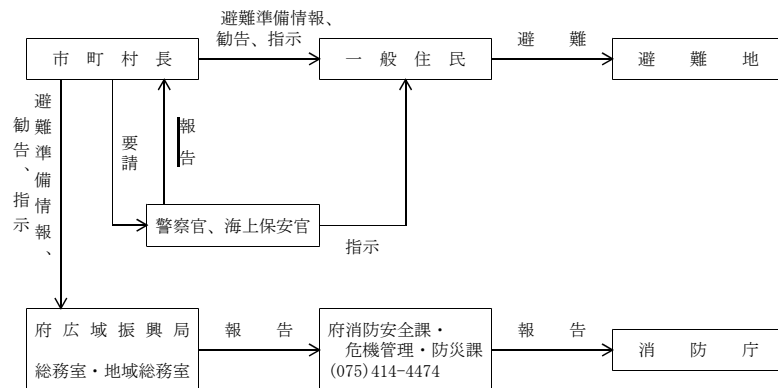 避難準備情報、
勧告、指示
市町村長
一般住民
避難
避難地
避難準備情報、
勧告、指示
要請
報告
警察官、海上保安官
指示
府広域振興局
総務室・地域総務室
報告
府消防安全課・
危機管理・防災課
(075)414-4474
報告
消防庁